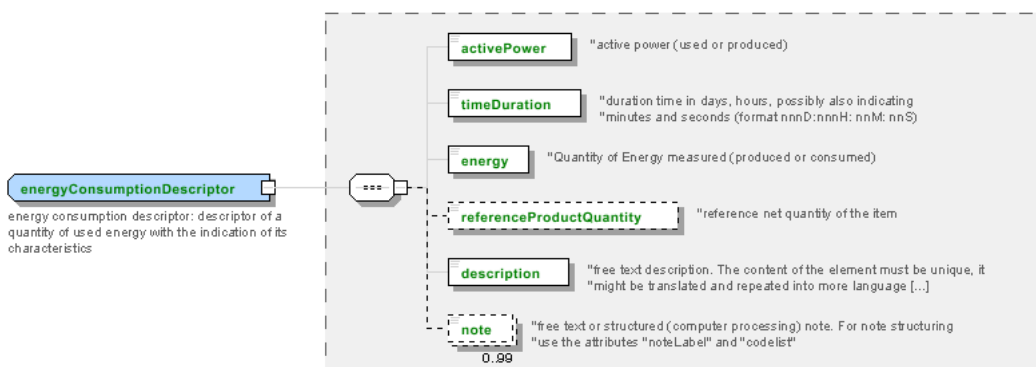 activePower
"active power (used or produced)
timeDuration
"duration time in days, hours, possibly also indicating
"minutes and seconds (format nnnD:nnnH: nnM: nnS)
energy
"Quantity of Energy measured (produced or consumed)
energyConsumptionDescriptor
energy consumption descriptor: descriptor of a
quantity of used energy with the indication of its
characteristics
referenceProductQuantity
"reference net quantity of the item
description
"free text description. The content of the element must be unique, it
"might be translated and repeated into more language [...]
note
"free text or structured (computer processing) note. For note structuring
"use the attributes "noteLabel" and "codelist"
0..99